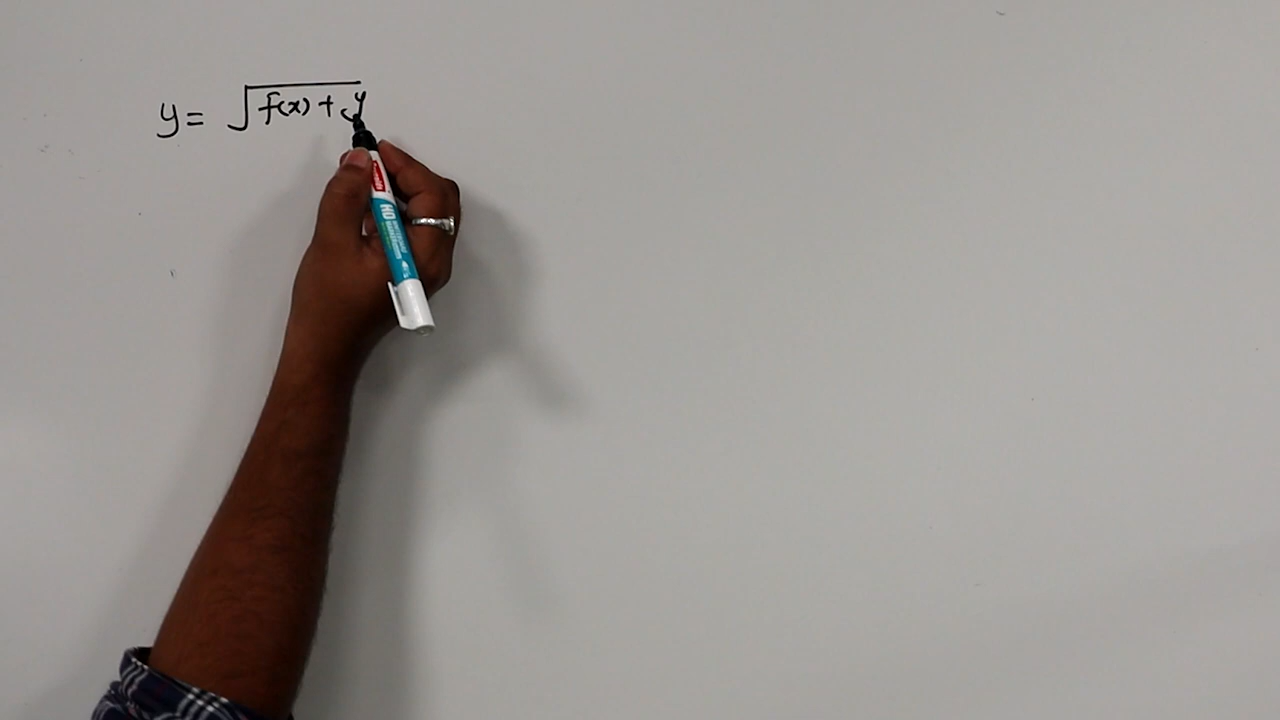 y = √f(x) + y